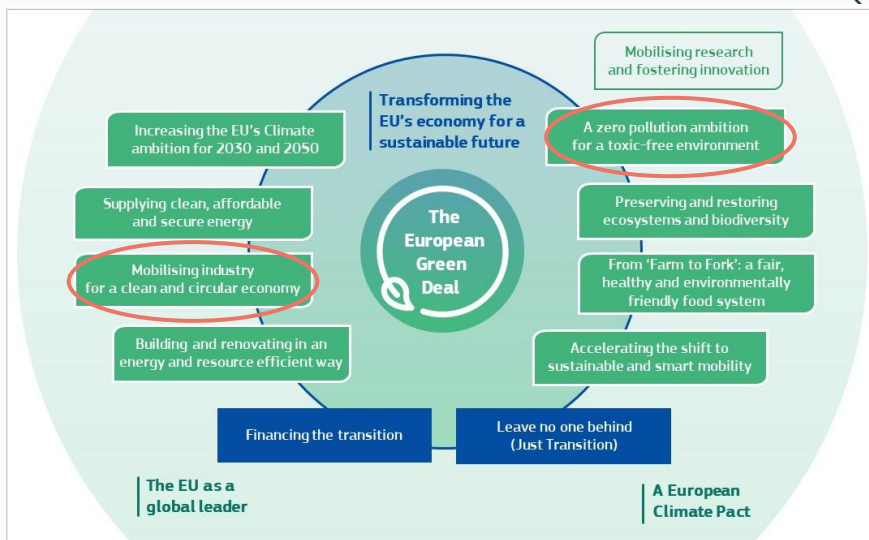 Mobilising research
and fostering innovation
Transforming the
EU's economy for a
sustainable future
Increasing the EU's Climate
ambition for 2030 and 2050
A zero pollution ambition
for a toxic-free environment
Supplying clean, affordable
and secure energy
Preserving and restoring
ecosystems and biodiversity
The
European
Green
Deal
Mobilising industry
for a clean and circular economy
From ‘Farm to Fork’: a fair,
healthy and environmentally
friendly food system
Building and renovating in an
energy and resource efficient way
Accelerating the shift to
sustainable and smart mobility
Financing the transition
Leave no one behind
(Just Transition)
The EU as a
global leader
A European
Climate Pact